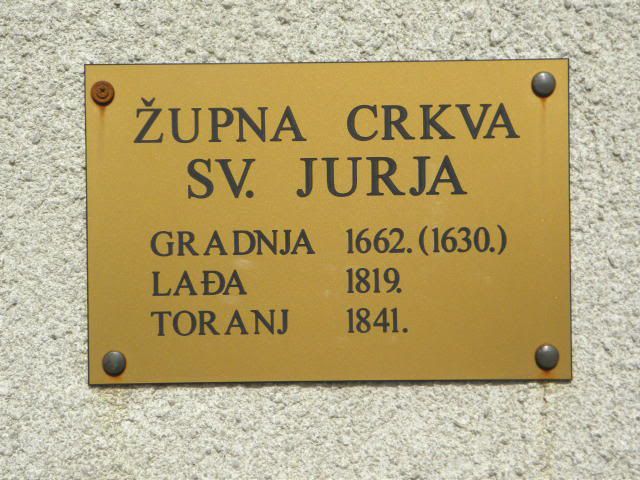 ŽUPNA CRKVA
SV. JURJA
GRADNJA 1662. (1630.)
LAĐA 1819.
TORANJ 1841.